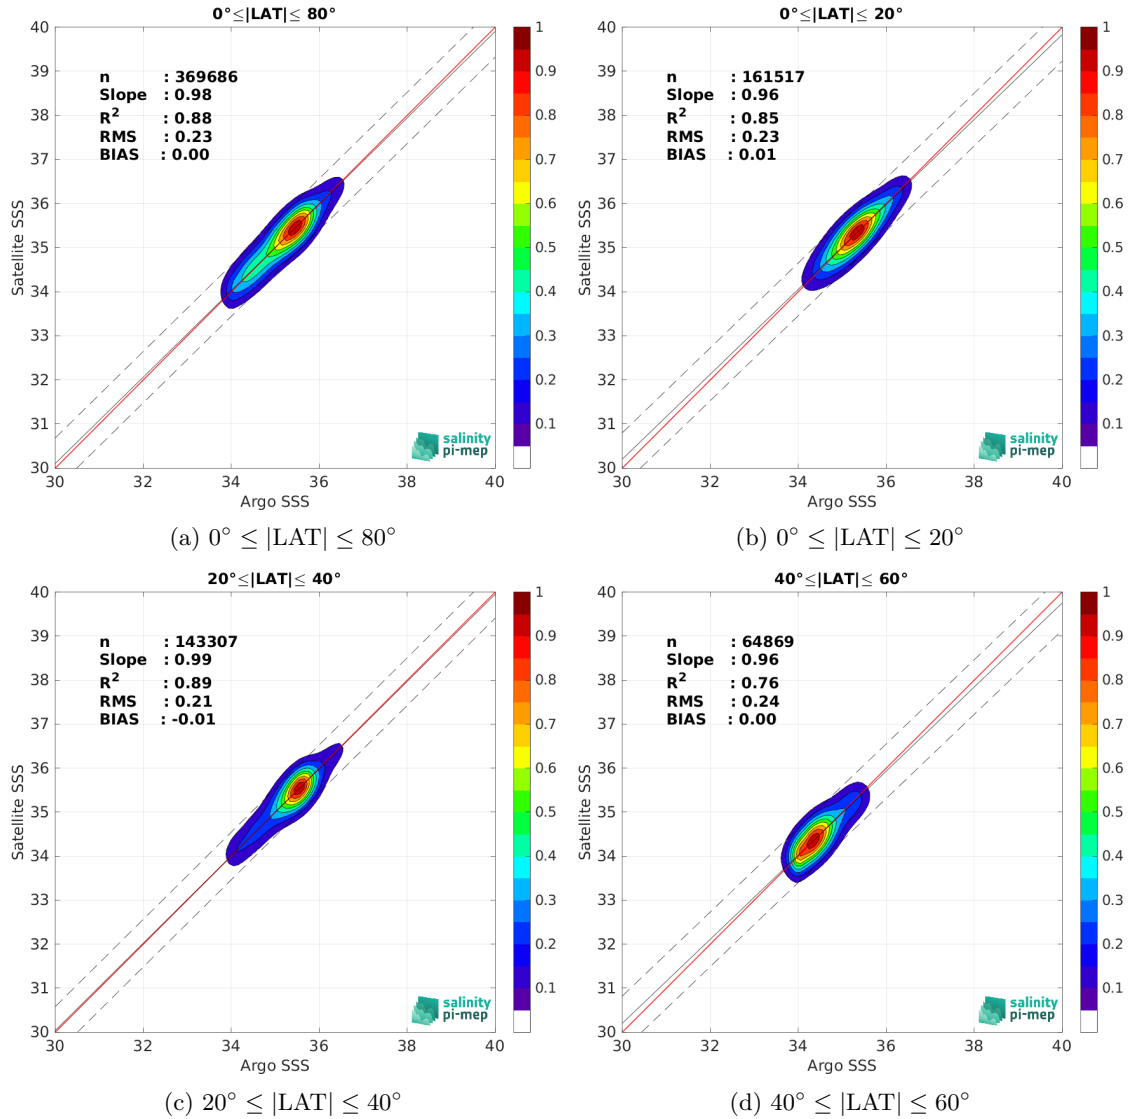 0°≤|LAT|≤ 80°
n : 369686
Slope : 0.98
R² : 0.88
RMS : 0.23
BIAS : 0.00
Satellite SSS
40
39
38
37
36
35
34
33
32
31
30
30 32 34 36 38 40
Argo SSS
1
0.9
0.8
0.7
0.6
0.5
0.4
0.3
0.2
0.1
salinity
pi-mep
(a) 0° ≤ |LAT| ≤ 80°
0°≤|LAT|≤ 20°
n : 161517
Slope : 0.96
R² : 0.85
RMS : 0.23
BIAS : 0.01
Satellite SSS
40
39
38
37
36
35
34
33
32
31
30
30 32 34 36 38 40
Argo SSS
1
0.9
0.8
0.7
0.6
0.5
0.4
0.3
0.2
0.1
salinity
pi-mep
(b) 0° ≤ |LAT| ≤ 20°
20°≤|LAT|≤ 40°
n : 143307
Slope : 0.99
R² : 0.89
RMS : 0.21
BIAS : -0.01
Satellite SSS
40
39
38
37
36
35
34
33
32
31
30
30 32 34 36 38 40
Argo SSS
1
0.9
0.8
0.7
0.6
0.5
0.4
0.3
0.2
0.1
salinity
pi-mep
(c) 20° ≤ |LAT| ≤ 40°
40°≤|LAT|≤ 60°
n : 64869
Slope : 0.96
R² : 0.76
RMS : 0.24
BIAS : 0.00
Satellite SSS
40
39
38
37
36
35
34
33
32
31
30
30 32 34 36 38 40
Argo SSS
1
0.9
0.8
0.7
0.6
0.5
0.4
0.3
0.2
0.1
salinity
pi-mep
(d) 40° ≤ |LAT| ≤ 60°